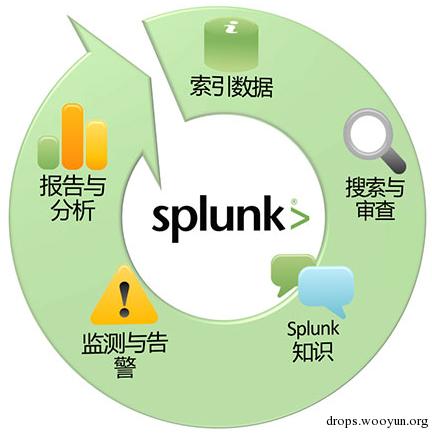 索引数据
搜索与
审查
Splunk
知识
监测与告
警
报告与
分析
splunk®>
drops.wooyun.org